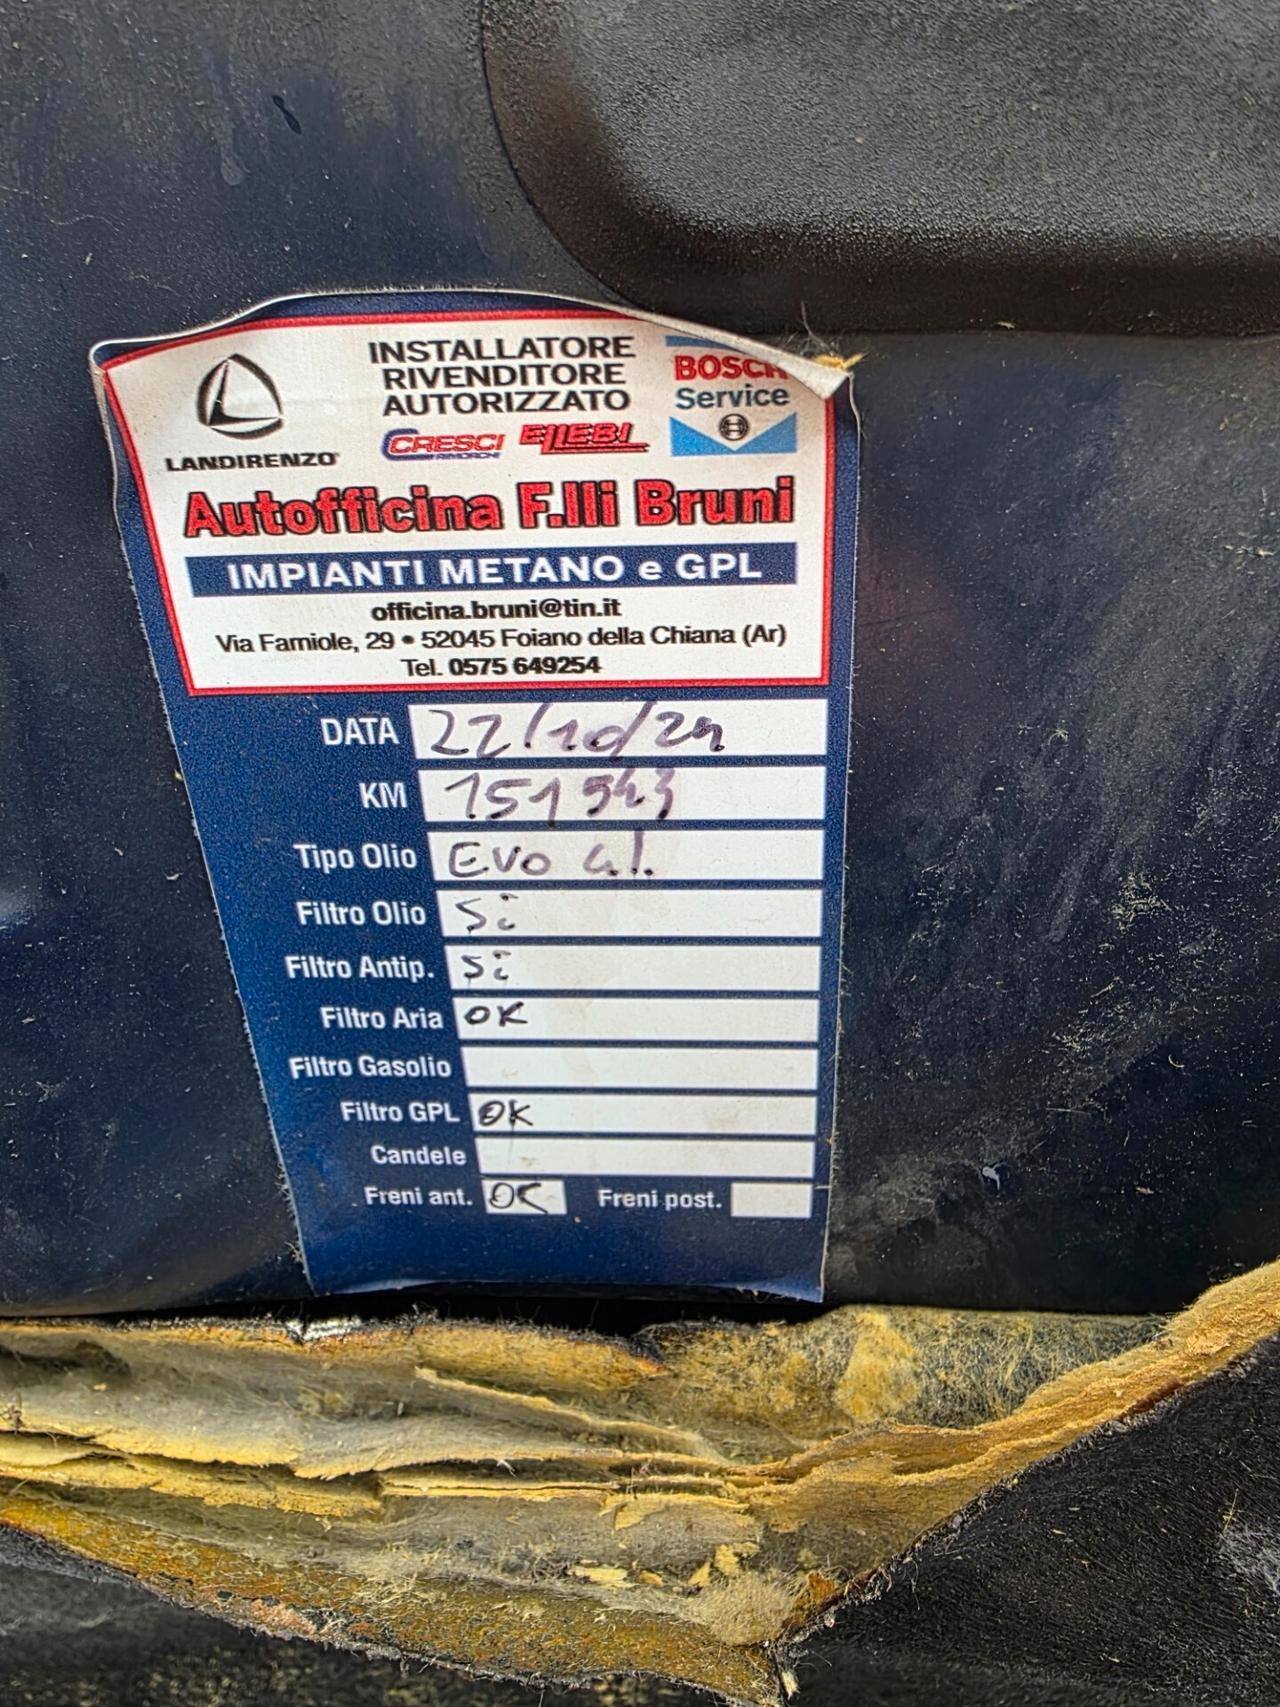 LANDIRENZO
INSTALLATORE
RIVENDITORE
AUTORIZZATO
CRESCI
RIMORCHI
ELLEBI
BOSCH
Service
Autofficina F.lli Bruni
IMPIANTI METANO e GPL
officina.bruni@tin.it
Via Farniole, 29 • 52045 Foiano della Chiana (Ar)
Tel. 0575 649254
DATA 22/10/24
KM 151543
Tipo Olio Evo
Filtro Olio Si
Filtro Antip. Si
Filtro Aria OK
Filtro Gasolio
Filtro GPL OK
Candele
Freni ant. OK Freni post.